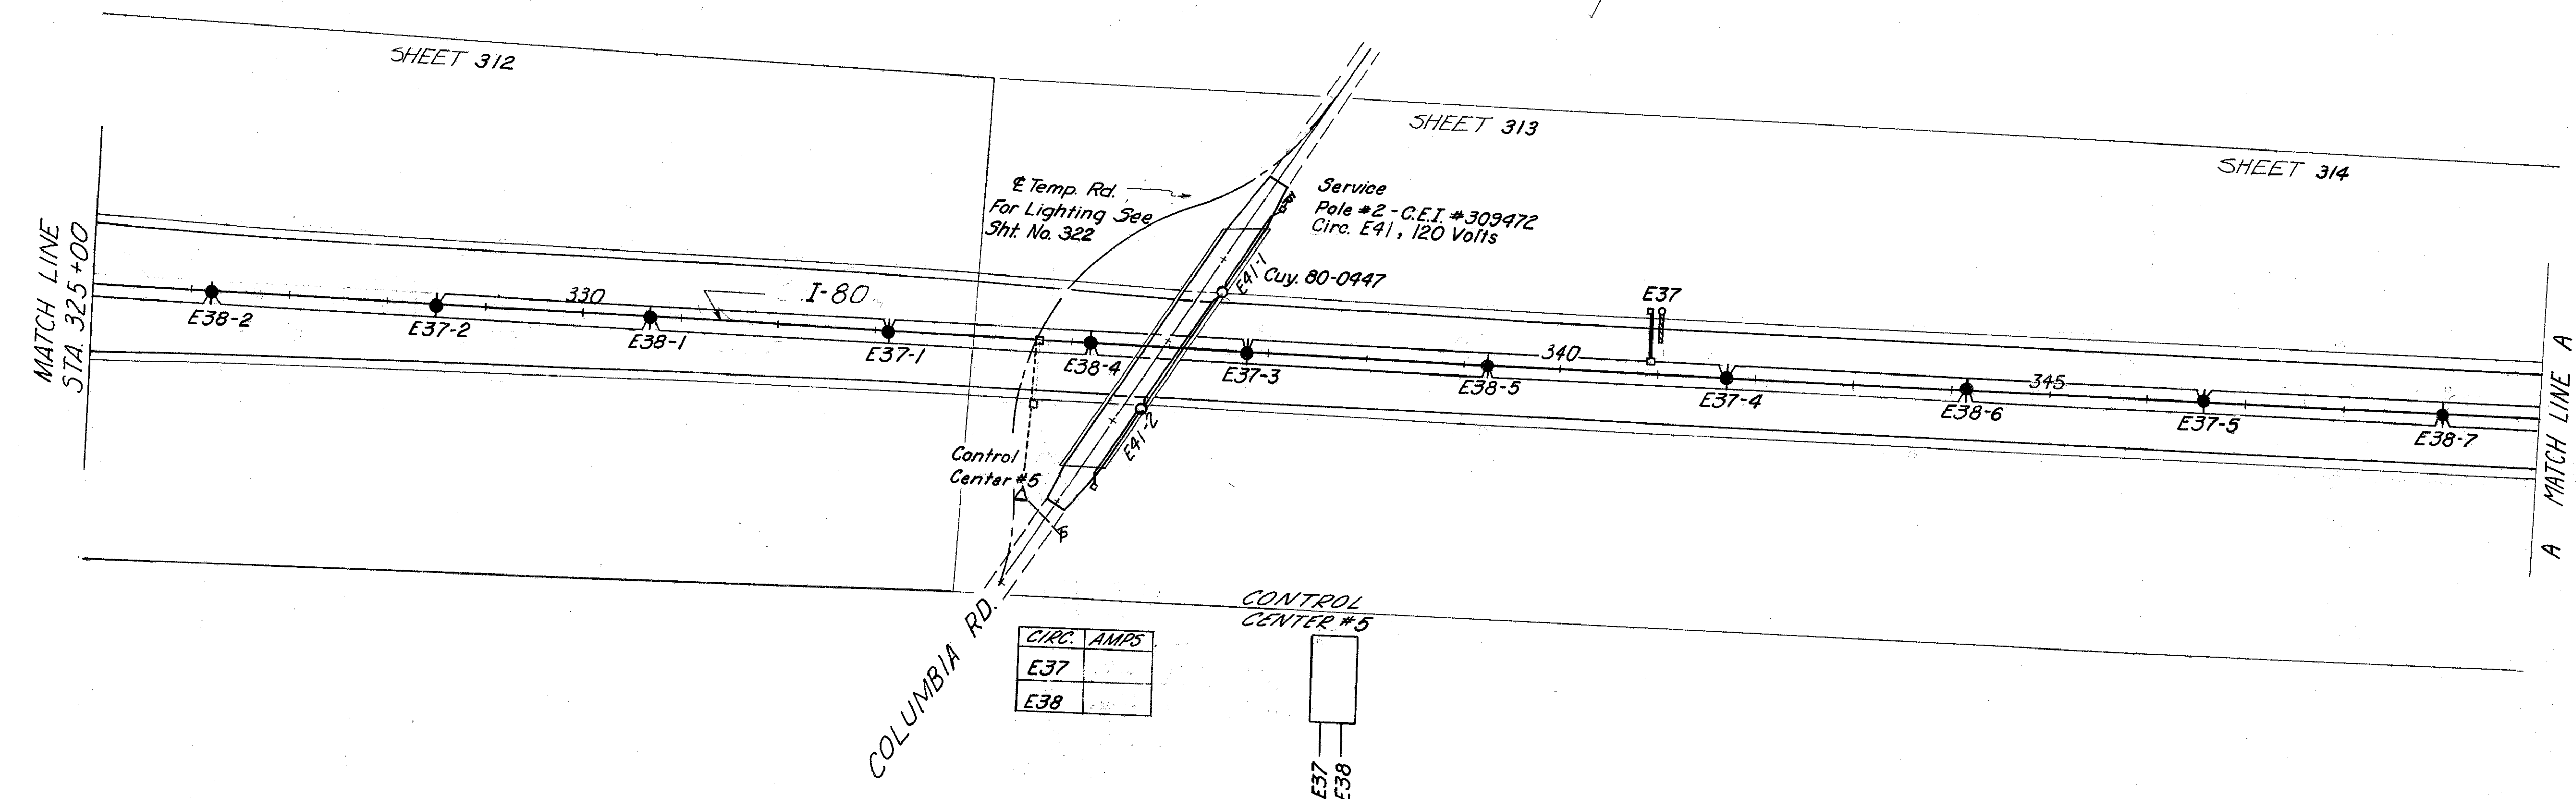 SHEET 312
SHEET 313
SHEET 314
MATCH LINE
STA. 325+00
℄ Temp. Rd.
For Lighting See
Sht. No. 322
Service
Pole #2 - C.E.I. #309472
Circ. E41, 120 Volts
E41-1
Cuy. 80-0447
I-80
330
340
345
E37
E38-2
E37-2
E38-1
E37-1
E38-4
E37-3
E38-5
E37-4
E38-6
E37-5
E38-7
E41-2
Control
Center #5
A MATCH LINE A
COLUMBIA RD.
CIRC. AMPS
E37
E38
CONTROL
CENTER #5
E37
E38